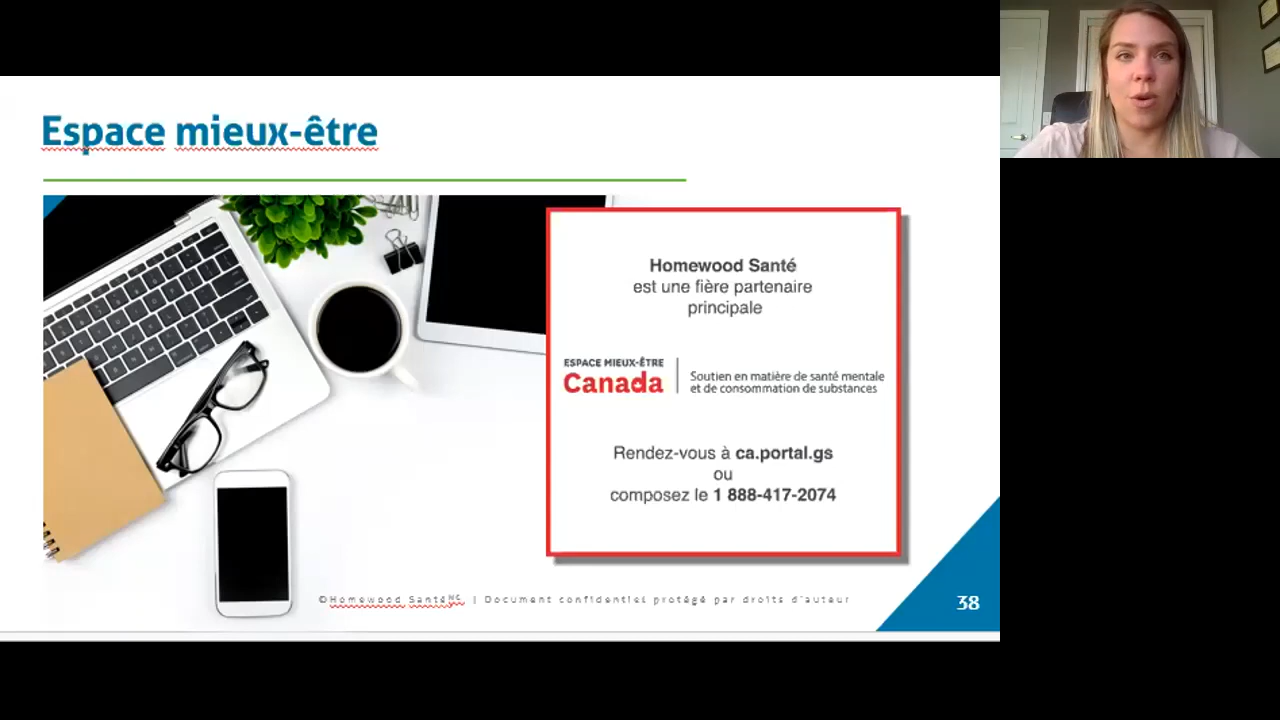 Espace mieux-être
Homewood Santé
est une fière partenaire
principale
ESPACE MIEUX-ÊTRE
Canada
Soutien en matière de santé mentale
et de consommation de substances
Rendez-vous à ca.portal.gs
ou
composez le 1 888-417-2074
©Homewood Santéᴹᶜ | Document confidentiel protégé par droits d'auteur
38